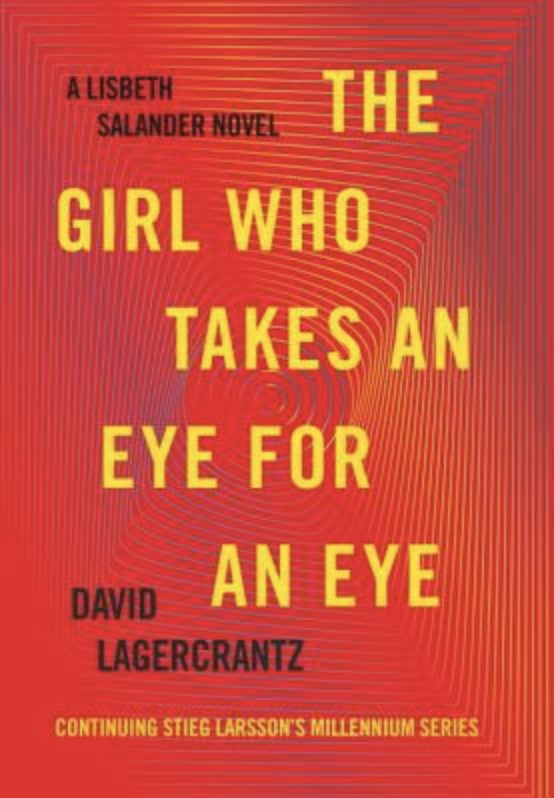 A LISBETH
SALANDER NOVEL
THE
GIRL WHO
TAKES AN
EYE FOR
AN EYE
DAVID
LAGERCRANTZ
CONTINUING STIEG LARSSON'S MILLENNIUM SERIES